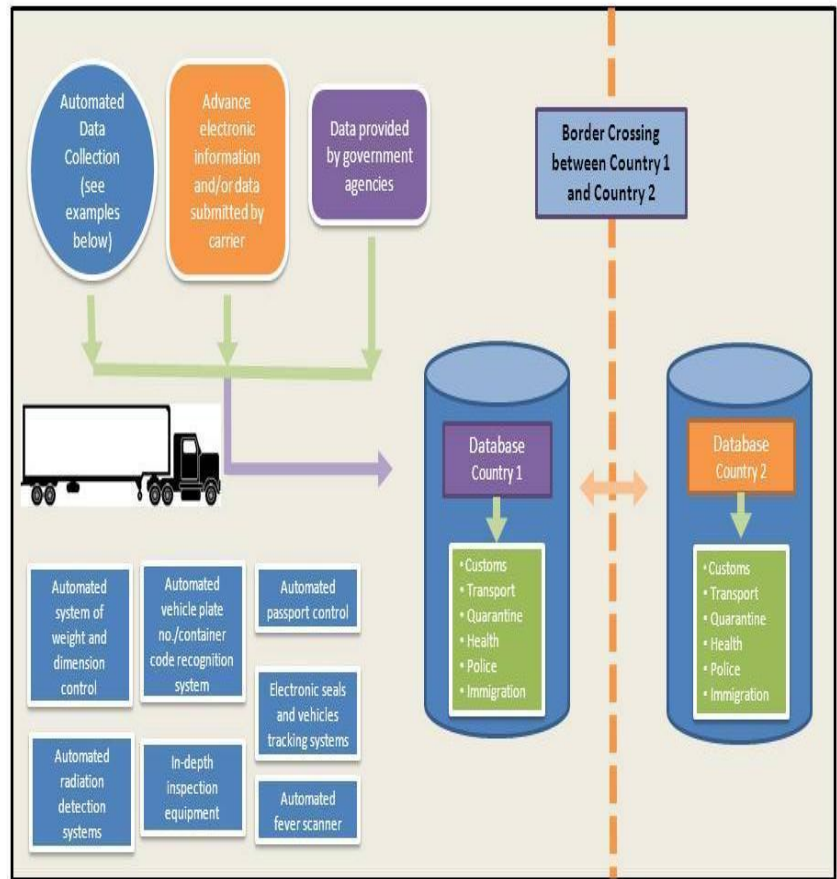 Automated
Data
Collection
(see
examples
below)
Advance
electronic
information
and/or data
submitted by
carrier
Data provided
by government
agencies
Border Crossing
between Country 1
and Country 2
Database
Country 1
• Customs
• Transport
• Quarantine
• Health
• Police
• Immigration
Database
Country 2
• Customs
• Transport
• Quarantine
• Health
• Police
• Immigration
Automated
system of
weight and
dimension
control
Automated
vehicle plate
no./container
code recognition
system
Automated
passport control
Electronic seals
and vehicles
tracking systems
Automated
radiation
detection
systems
In-depth
inspection
equipment
Automated
fever scanner